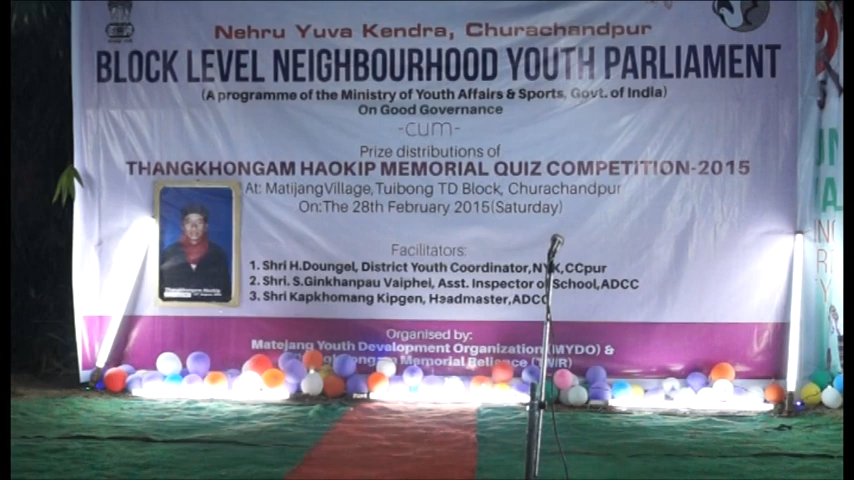 Nehru Yuva Kendra, Churachandpur
BLOCK LEVEL NEIGHBOURHOOD YOUTH PARLIAMENT
(A programme of the Ministry of Youth Affairs & Sports, Govt. of India)
On Good Governance
-cum-
Prize distributions of
THANGKHONGAM HAOKIP MEMORIAL QUIZ COMPETITION-2015
At: Matijang Village, Tuibong TD Block, Churachandpur
On:The 28th February 2015(Saturday)
Facilitators:
1. Shri H.Doungel, District Youth Coordinator, NYK,CCpur
2. Shri. S.Ginkhanpau Vaiphei, Asst. Inspector of School,ADCC
3. Shri Kapkhomang Kipgen, Headmaster,ADCC
Organised by:
Matejang Youth Development Organization (MYDO) &
Memorial